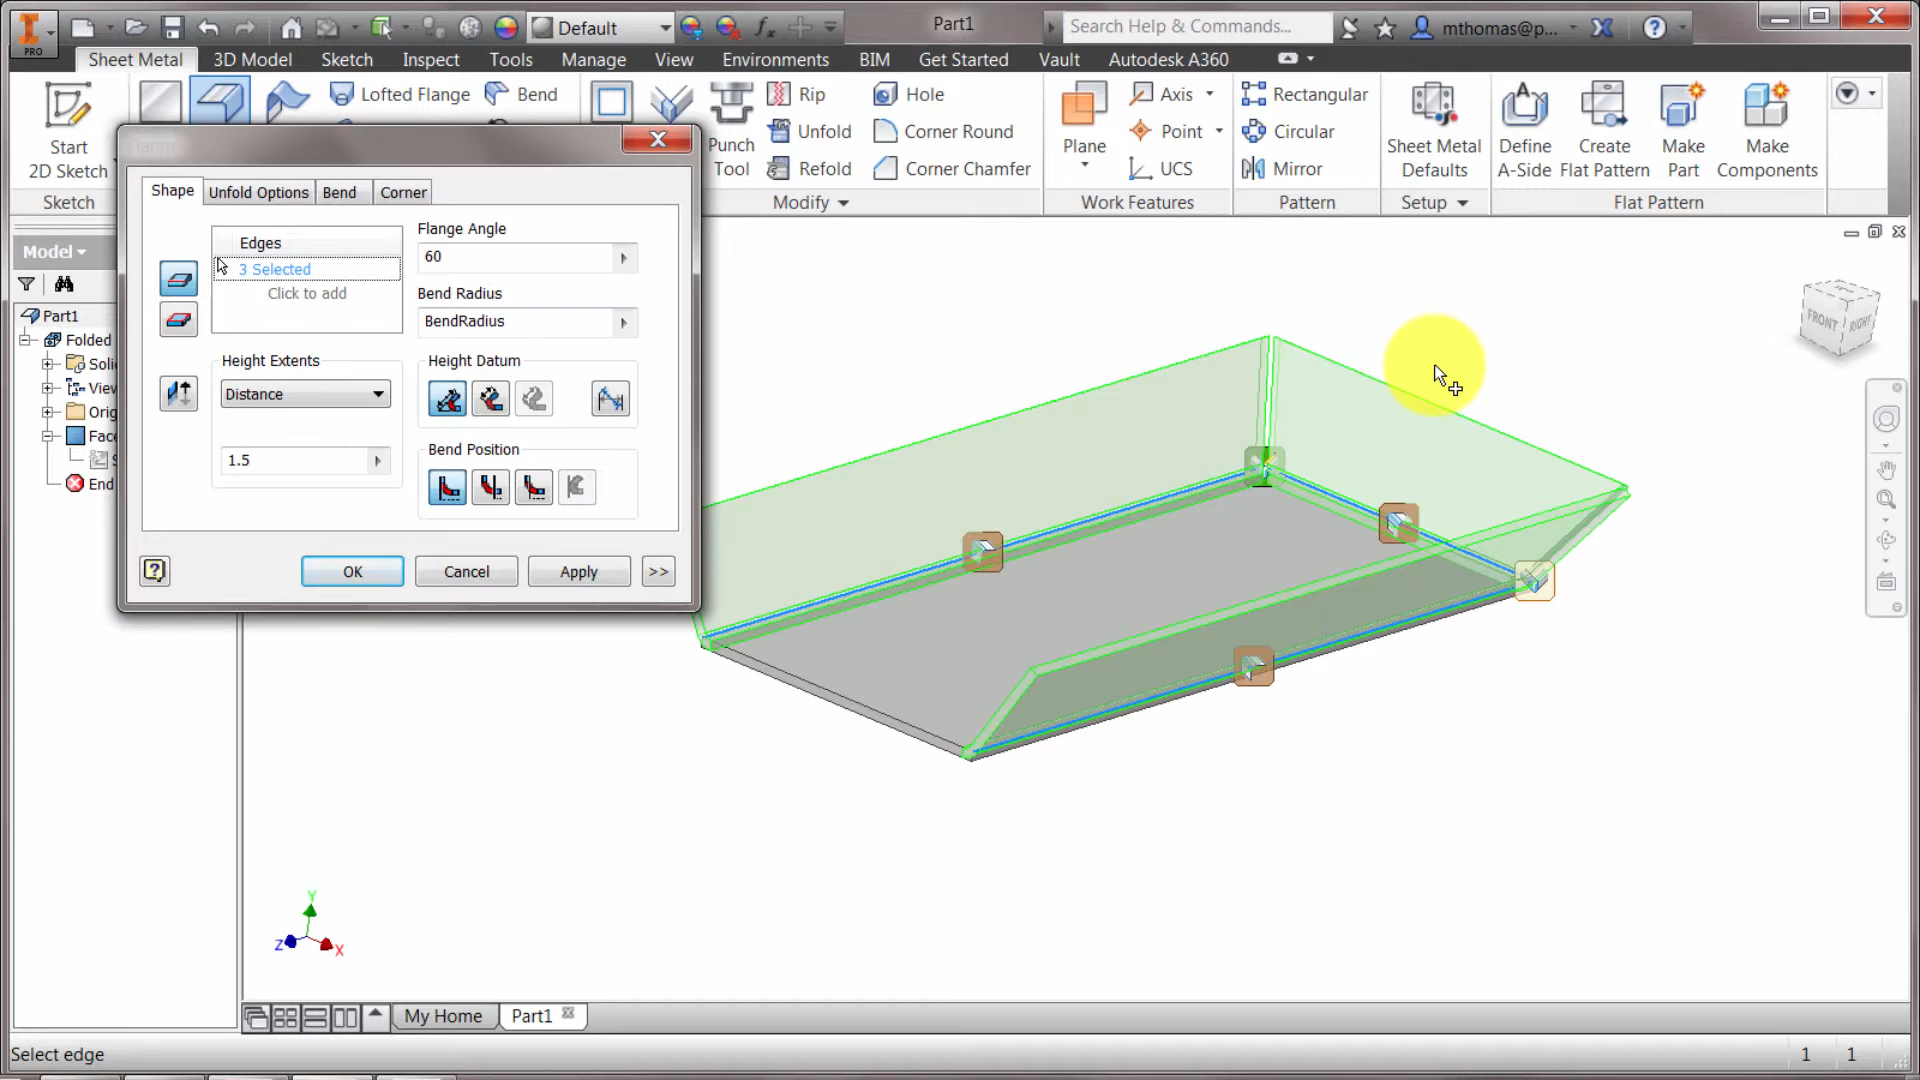 PRO
Default
Part1
Search Help & Commands...
mthomas@p...
Sheet Metal
3D Model
Sketch
Inspect
Tools
Manage
View
Environments
BIM
Get Started
Vault
Autodesk A360
Start
2D Sketch
Sketch
Lofted Flange
Bend
Punch
Tool
Rip
Unfold
Refold
Hole
Corner Round
Corner Chamfer
Modify
Plane
Axis
Point
UCS
Work Features
Rectangular
Circular
Mirror
Pattern
Sheet Metal
Defaults
Setup
Define
A-Side
Create
Flat Pattern
Make
Part
Make
Components
Flat Pattern
Model
Part1
Folded
Soli
Viev
Orig
Face
End
Shape
Unfold Options
Bend
Corner
Edges
3 Selected
Click to add
Flange Angle
60
Bend Radius
BendRadius
Height Extents
Distance
1.5
Height Datum
Bend Position
OK
Cancel
Apply
>>
FRONT
RIGHT
Y
Z
X
My Home
Part1
Select edge
1
1